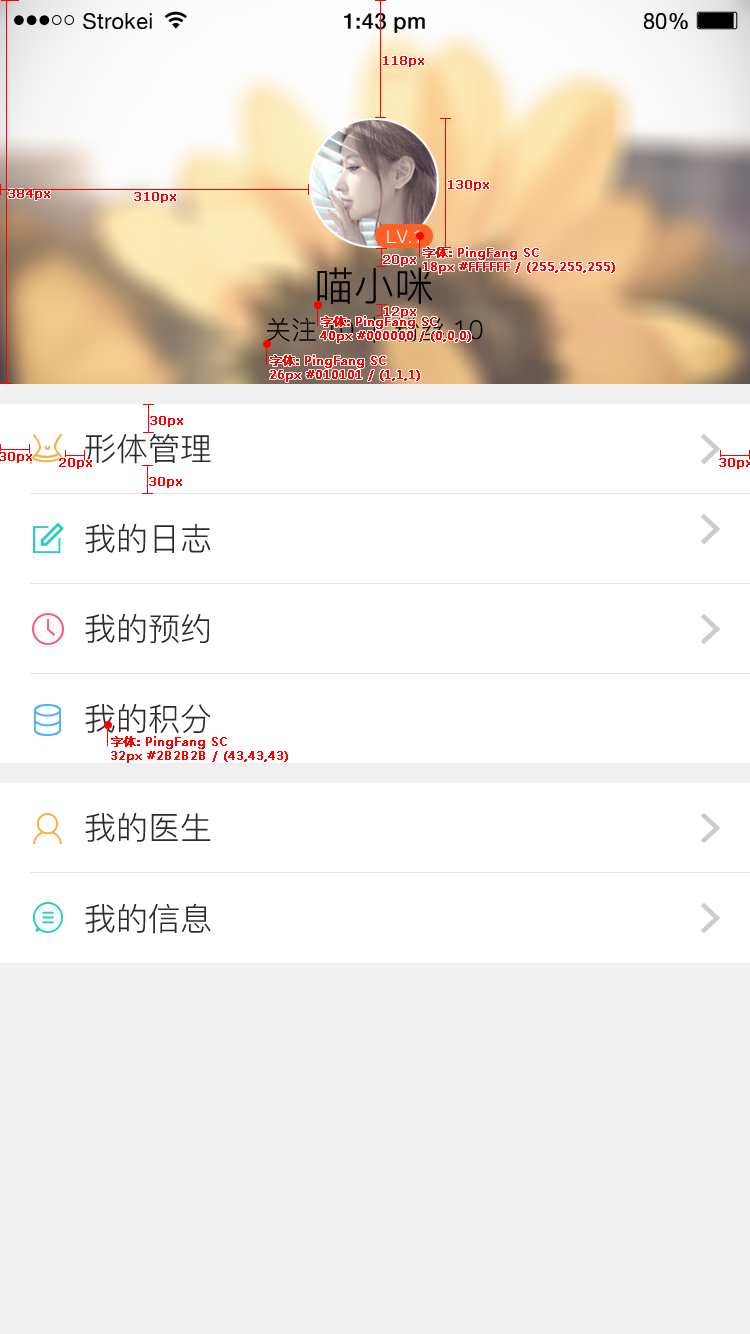 ●●●○○ Strokei 1:43 pm 80%
118px
384px
310px
130px
LV.
20px
字体: PingFang SC
18px #FFFFFF / (255,255,255)
喵小咪
12px
关注 粉丝 10
字体: PingFang SC
40px #000000 / (0,0,0)
字体: PingFang SC
26px #010101 / (1,1,1)
30px
形体管理
30px
20px
30px
30px
我的日志
我的预约
我的积分
字体: PingFang SC
32px #2B2B2B / (43,43,43)
我的医生
我的信息